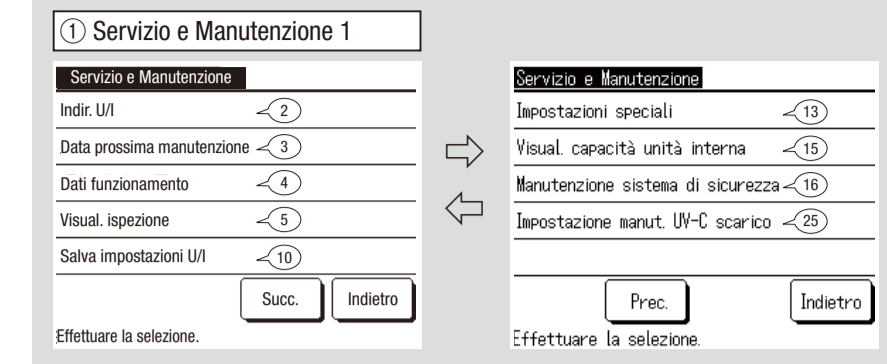 ① Servizio e Manutenzione 1
Servizio e Manutenzione
Indir. U/I 2
Data prossima manutenzione 3
Dati funzionamento 4
Visual. ispezione 5
Salva impostazioni U/I 10
Succ. Indietro
Effettuare la selezione.
Servizio e Manutenzione
Impostazioni speciali 13
Visual. capacità unità interna 15
Manutenzione sistema di sicurezza 16
Impostazione manut. UV-C scarico 25
Prec. Indietro
Effettuare la selezione.